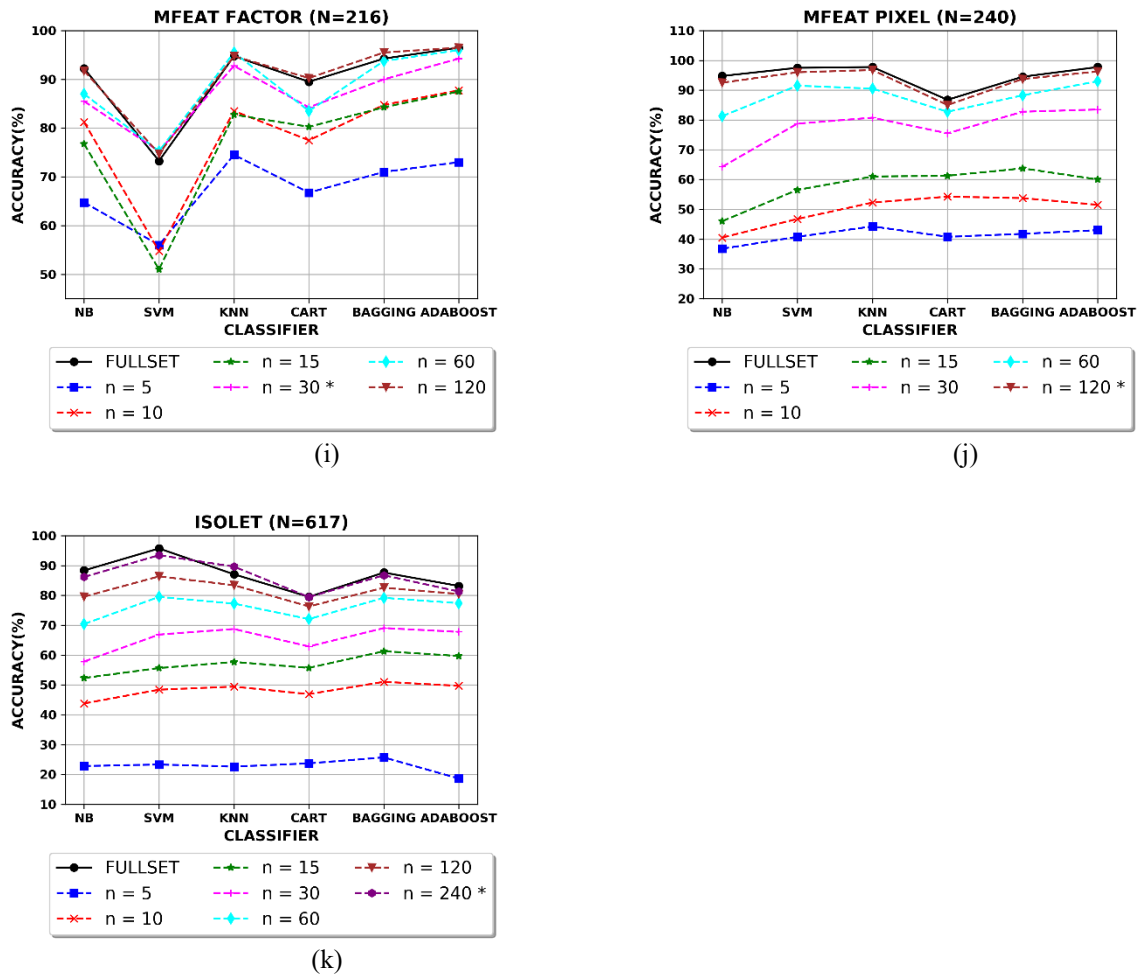 MFEAT FACTOR (N=216)
100
90
80
70
60
50
ACCURACY(%)
NB SVM KNN CART BAGGING ADABOOST
CLASSIFIER
FULLSET n = 15 n = 60
n = 5 n = 30 * n = 120
n = 10
(i)
MFEAT PIXEL (N=240)
110
100
90
80
70
60
50
40
30
20
ACCURACY(%)
NB SVM KNN CART BAGGING ADABOOST
CLASSIFIER
FULLSET n = 15 n = 60
n = 5 n = 30 n = 120 *
n = 10
(j)
ISOLET (N=617)
100
90
80
70
60
50
40
30
20
10
ACCURACY(%)
NB SVM KNN CART BAGGING ADABOOST
CLASSIFIER
FULLSET n = 15 n = 120
n = 5 n = 30 n = 240 *
n = 10 n = 60
(k)